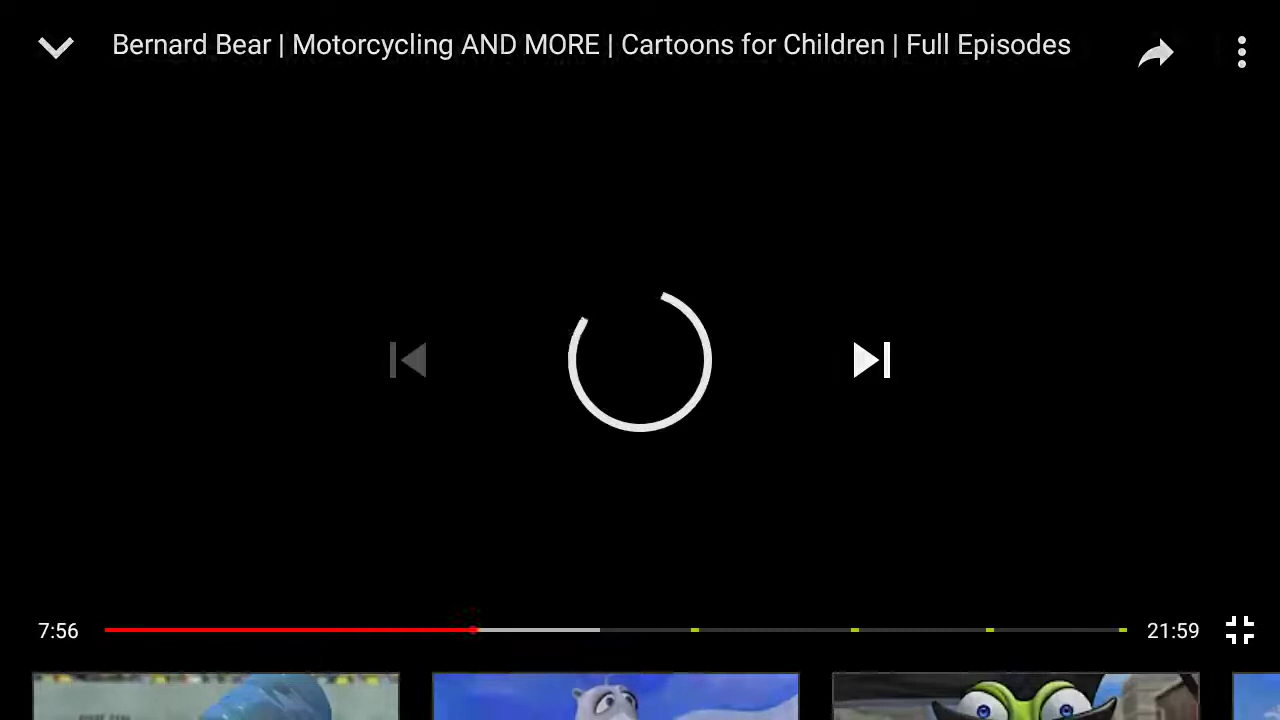 Bernard Bear | Motorcycling AND MORE | Cartoons for Children | Full Episodes
7:56
21:59